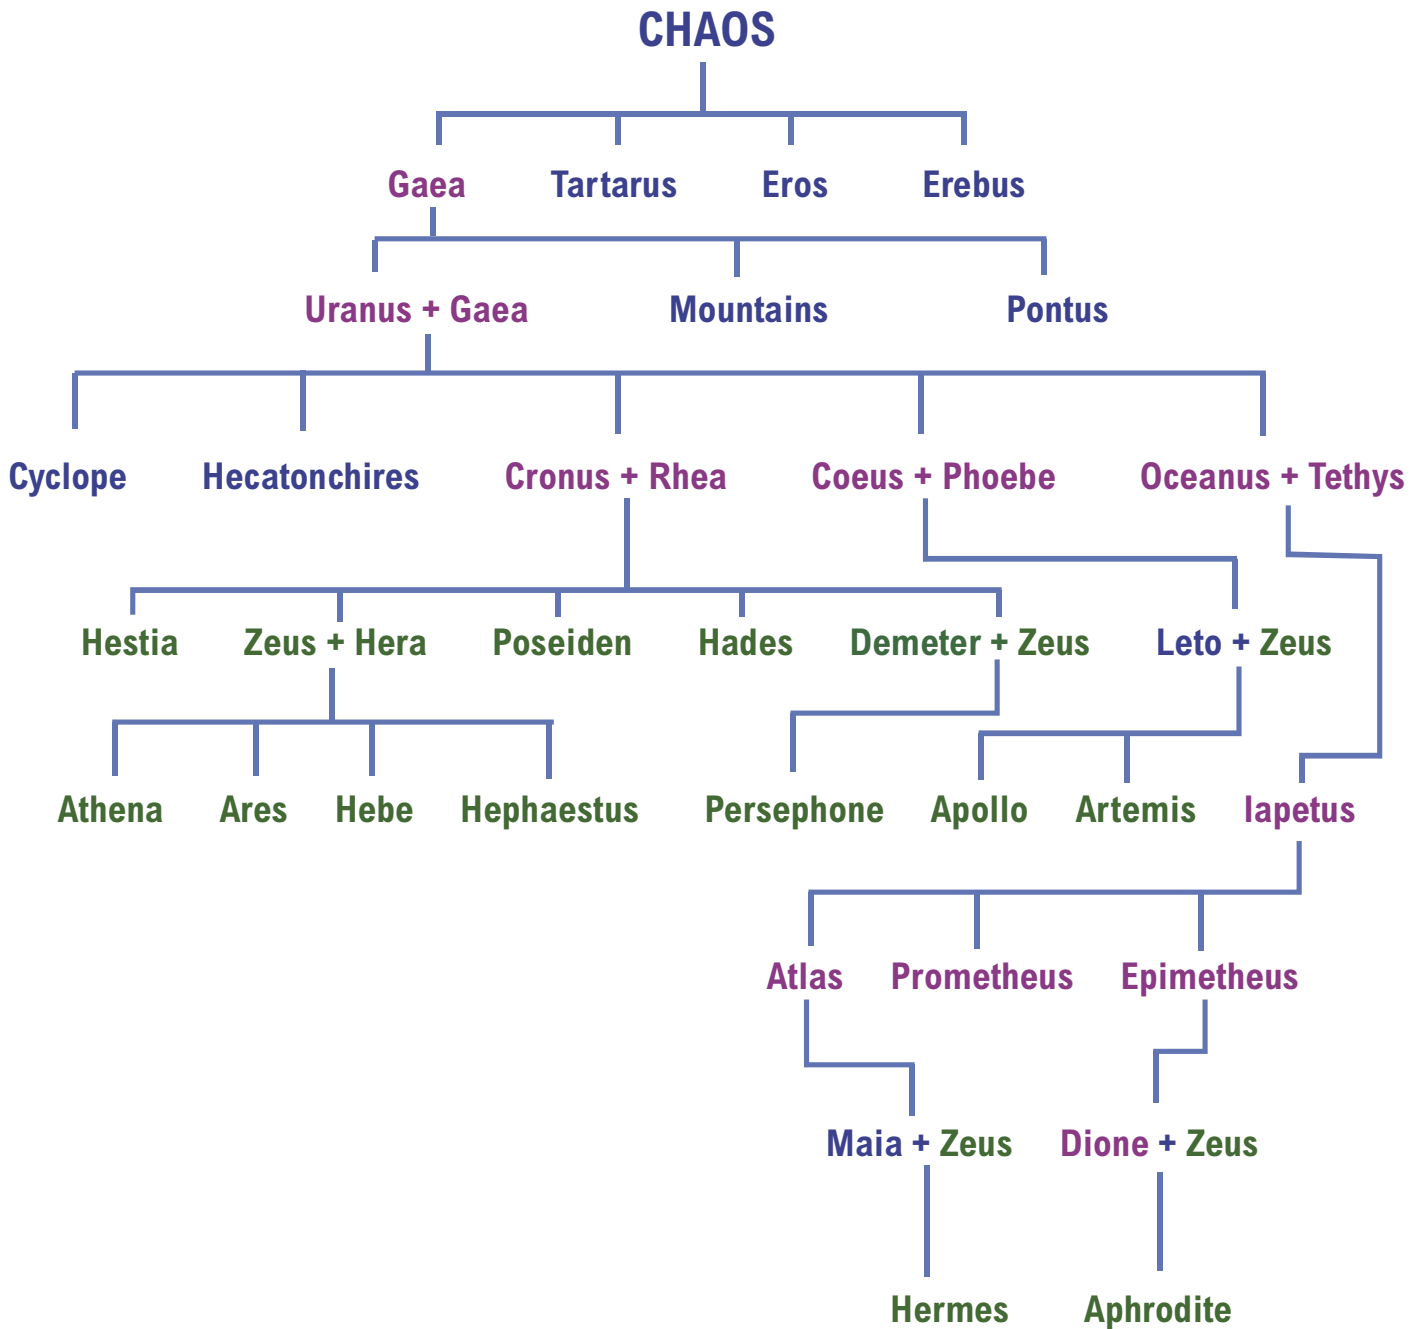 CHAOS
Gaea Tartarus Eros Erebus
Uranus + Gaea Mountains Pontus
Cyclope Hecatonchires Cronus + Rhea Coeus + Phoebe Oceanus + Tethys
Hestia Zeus + Hera Poseiden Hades Demeter + Zeus Leto + Zeus
Athena Ares Hebe Hephaestus Persephone Apollo Artemis Iapetus
Atlas Prometheus Epimetheus
Maia + Zeus Dione + Zeus
Hermes Aphrodite